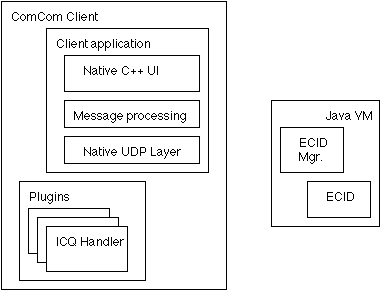 ComCom Client
Client application
Native C++ UI
Message processing
Native UDP Layer
Plugins
ICQ Handler
Java VM
ECID
Mgr.
ECID